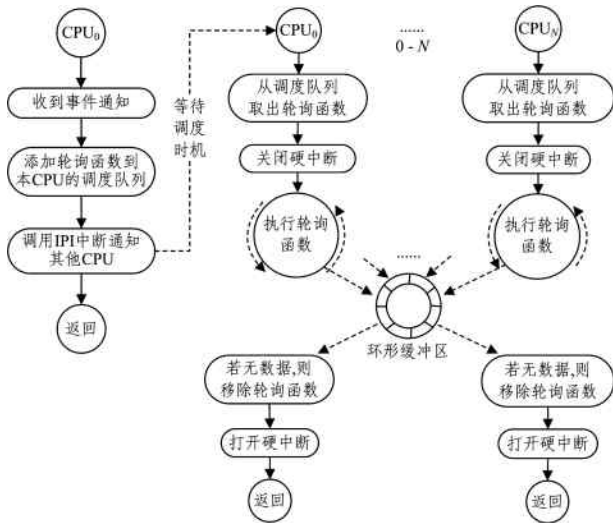 CPU0
收到事件通知
添加轮询函数到
本CPU的调度队列
调用IPI中断通知
其他CPU
返回
等待
调度
时机
CPU0
从调度队列
取出轮询函数
关闭硬中断
执行轮询
函数
......
0 - N
CPUN
从调度队列
取出轮询函数
关闭硬中断
执行轮询
函数
......
环形缓冲区
若无数据,则
移除轮询函数
打开硬中断
返回
若无数据,则
移除轮询函数
打开硬中断
返回